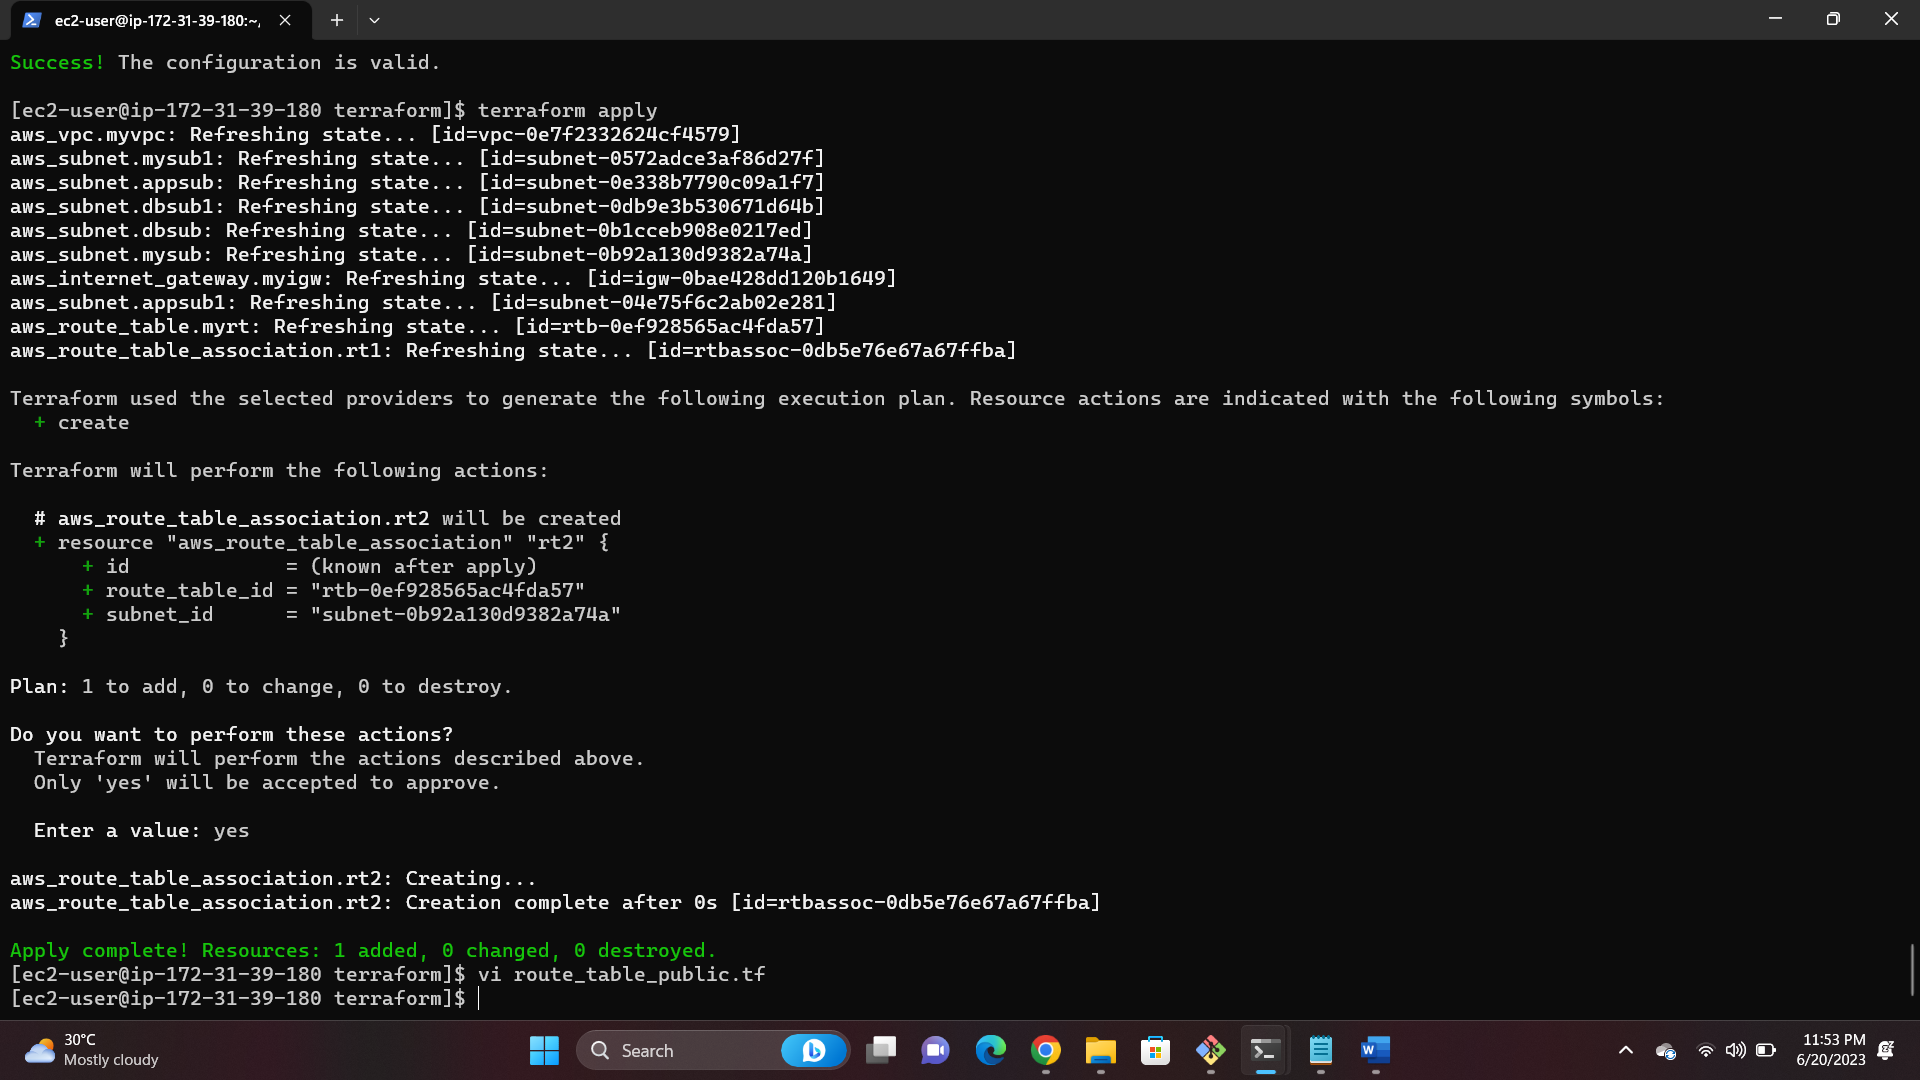 ec2-user@ip-172-31-39-180:~/
Success! The configuration is valid.
[ec2-user@ip-172-31-39-180 terraform]$ terraform apply
aws_vpc.myvpc: Refreshing state... [id=vpc-0e7f2332624cf4579]
aws_subnet.mysub1: Refreshing state... [id=subnet-0572adce3af86d27f]
aws_subnet.appsub: Refreshing state... [id=subnet-0e338b7790c09a1f7]
aws_subnet.dbsub1: Refreshing state... [id=subnet-0db9e3b530671d64b]
aws_subnet.dbsub: Refreshing state... [id=subnet-0b1cceb908e0217ed]
aws_subnet.mysub: Refreshing state... [id=subnet-0b92a130d9382a74a]
aws_internet_gateway.myigw: Refreshing state... [id=igw-0bae428dd120b1649]
aws_subnet.appsub1: Refreshing state... [id=subnet-04e75f6c2ab02e281]
aws_route_table.myrt: Refreshing state... [id=rtb-0ef928565ac4fda57]
aws_route_table_association.rt1: Refreshing state... [id=rtbassoc-0db5e76e67a67ffba]
Terraform used the selected providers to generate the following execution plan. Resource actions are indicated with the following symbols:
+ create
Terraform will perform the following actions:
# aws_route_table_association.rt2 will be created
+ resource "aws_route_table_association" "rt2" {
+ id             = (known after apply)
+ route_table_id = "rtb-0ef928565ac4fda57"
+ subnet_id      = "subnet-0b92a130d9382a74a"
}
Plan: 1 to add, 0 to change, 0 to destroy.
Do you want to perform these actions?
Terraform will perform the actions described above.
Only 'yes' will be accepted to approve.
Enter a value: yes
aws_route_table_association.rt2: Creating...
aws_route_table_association.rt2: Creation complete after 0s [id=rtbassoc-0db5e76e67a67ffba]
Apply complete! Resources: 1 added, 0 changed, 0 destroyed.
[ec2-user@ip-172-31-39-180 terraform]$ vi route_table_public.tf
[ec2-user@ip-172-31-39-180 terraform]$
30°C
Mostly cloudy
Search
11:53 PM
6/20/2023